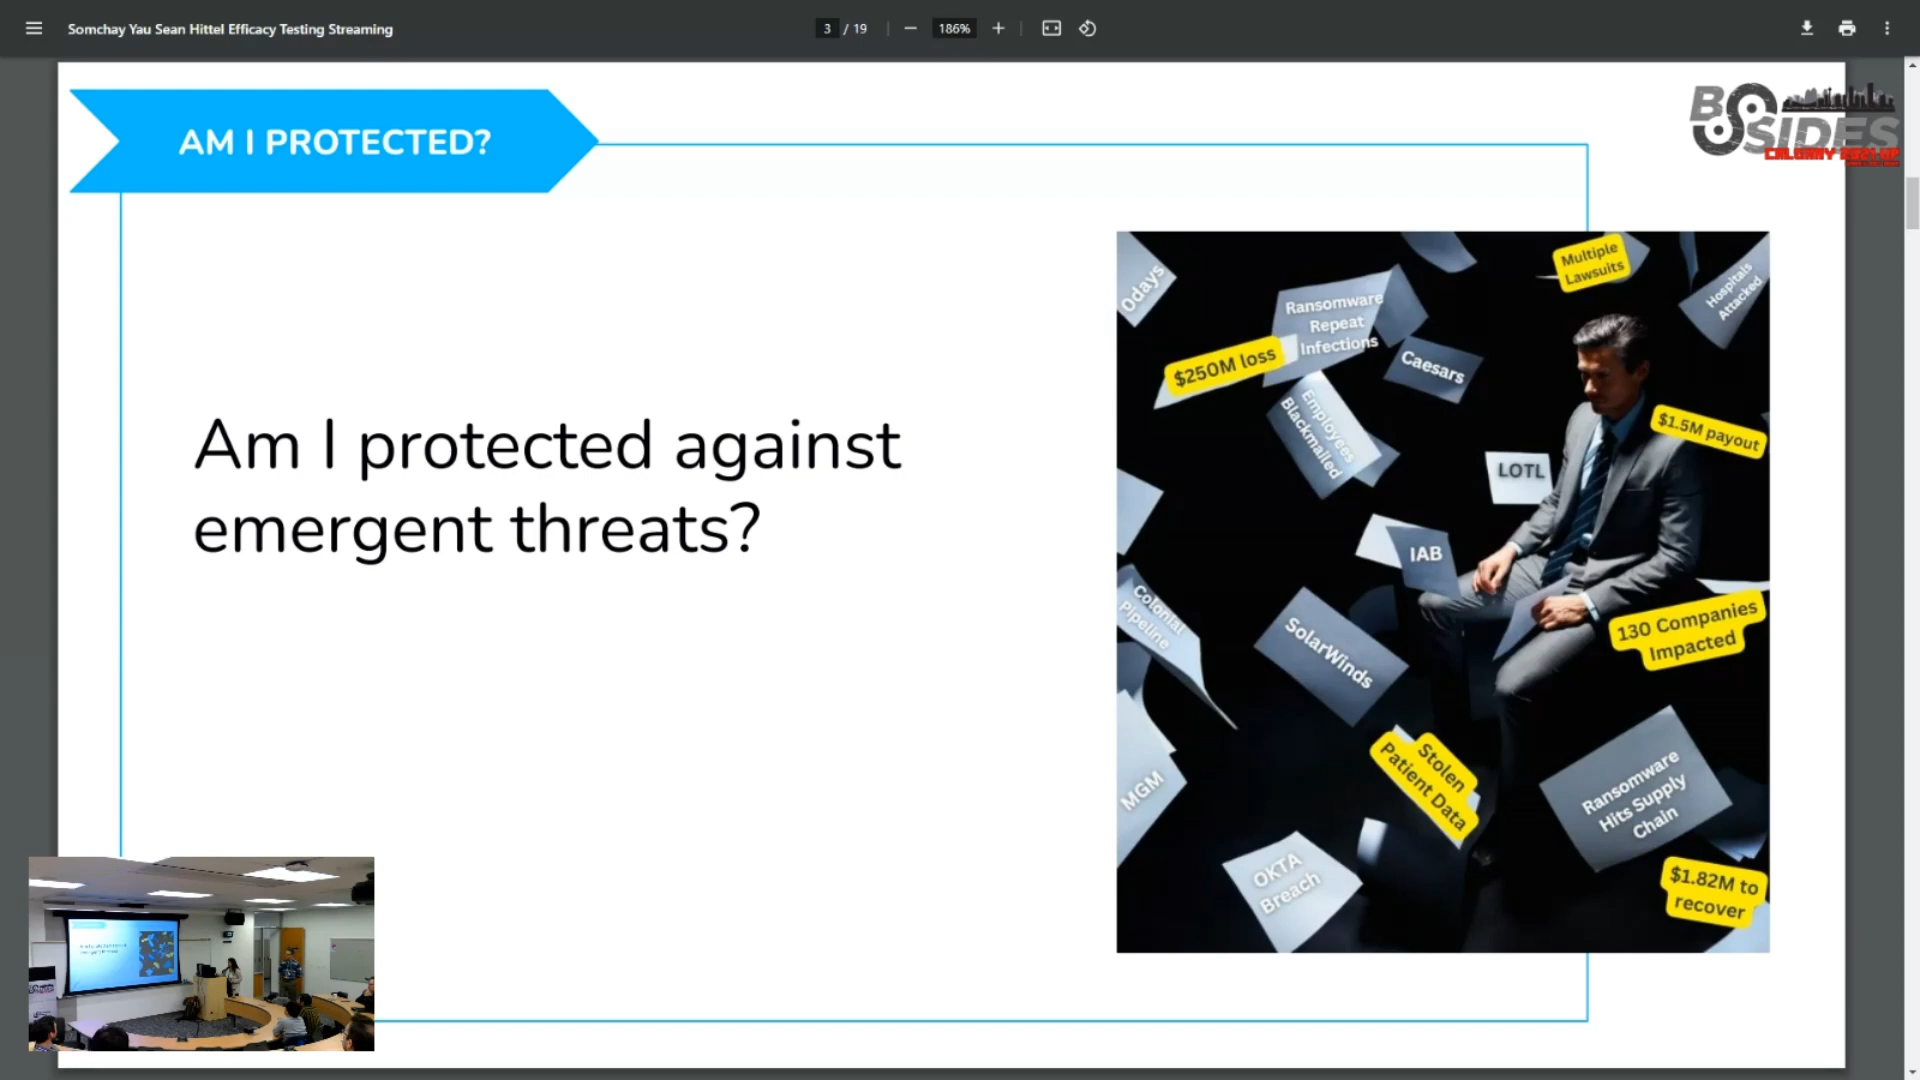 Somchay Yau Sean Hittel Efficacy Testing Streaming
3 / 19
186%
AM I PROTECTED?
B SIDES
CALGARY
Am I protected against
emergent threats?
0days
Ransomware
Repeat
Infections
Multiple
Lawsuits
Hospitals
Attacked
$250M loss
Caesars
Employees
Blackmailed
$1.5M payout
LOTL
IAB
Colonial
Pipeline
SolarWinds
130 Companies
Impacted
MGM
Stolen
Patient Data
Ransomware
Hits Supply
Chain
OKTA
Breach
$1.82M to
recover